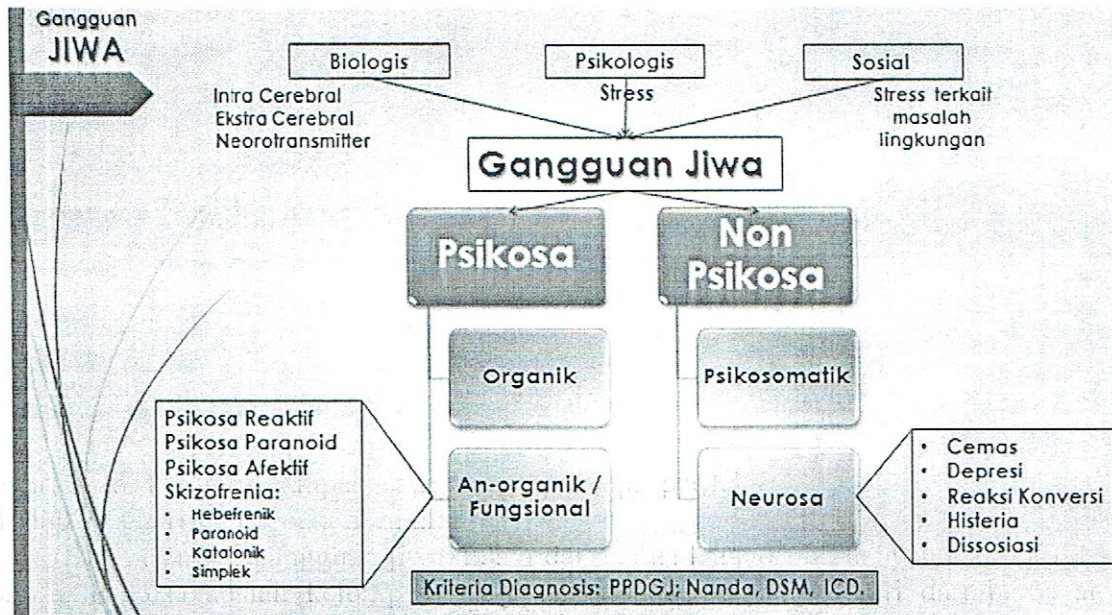 Gangguan
JIWA
Biologis
Psikologis
Sosial
Intra Cerebral
Ekstra Cerebral
Neorotransmitter
Stress
Stress terkait
masalah
lingkungan
Gangguan Jiwa
Psikosa
Non
Psikosa
Organik
Psikosomatik
Psikosa Reaktif
Psikosa Paranoid
Psikosa Afektif
Skizofrenia:
• Hebefrenik
• Paranoid
• Katatonik
• Simplek
An-organik /
Fungsional
Neurosa
• Cemas
• Depresi
• Reaksi Konversi
• Histeria
• Dissosiasi
Kriteria Diagnosis: PPDGJ; Nanda, DSM, ICD.